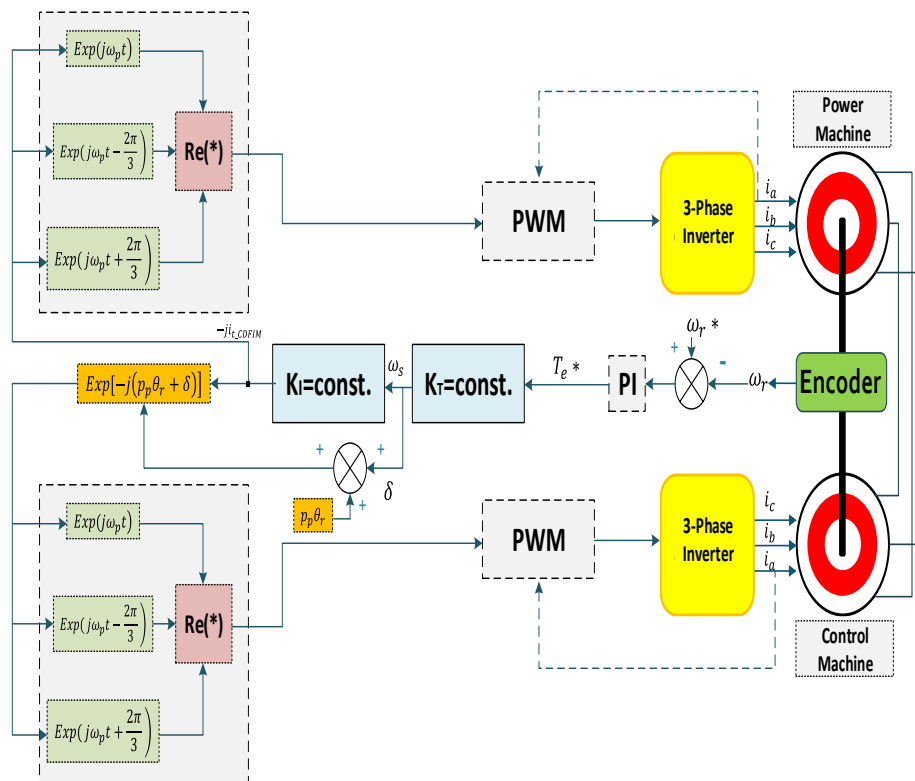 Exp(jω_p t)
Exp(jω_p t − 2π/3)
Exp(jω_p t + 2π/3)
Re(*)
PWM
3-Phase
Inverter
i_a
i_b
i_c
Power
Machine
−ji_{t_CDFIM}
Exp[−j(p_p θ_r + δ)]
K_I=const.
ω_s
K_T=const.
T_e *
PI
ω_r *
+
-
ω_r
Encoder
+
+
+
δ
p_p θ_r
Exp(jω_p t)
Exp(jω_p t − 2π/3)
Exp(jω_p t + 2π/3)
Re(*)
PWM
3-Phase
Inverter
i_c
i_b
i_a
Control
Machine